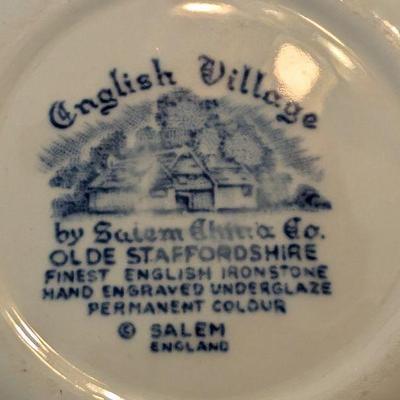 English Village
by Salem China Co.
OLDE STAFFORDSHIRE
FINEST ENGLISH IRONSTONE
HAND ENGRAVED UNDERGLAZE
PERMANENT COLOUR
© SALEM
ENGLAND